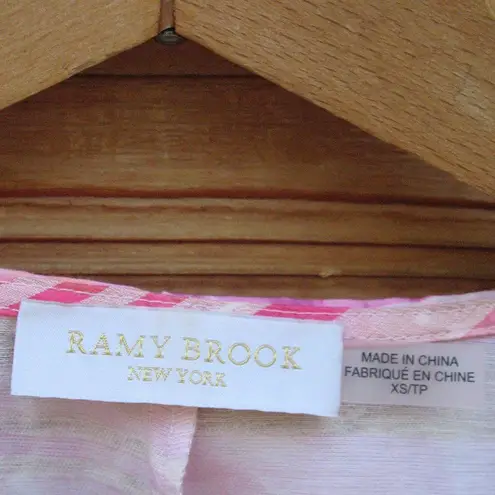 RAMY BROOK
NEW YORK
MADE IN CHINA
FABRIQUÉ EN CHINE
XS/TP